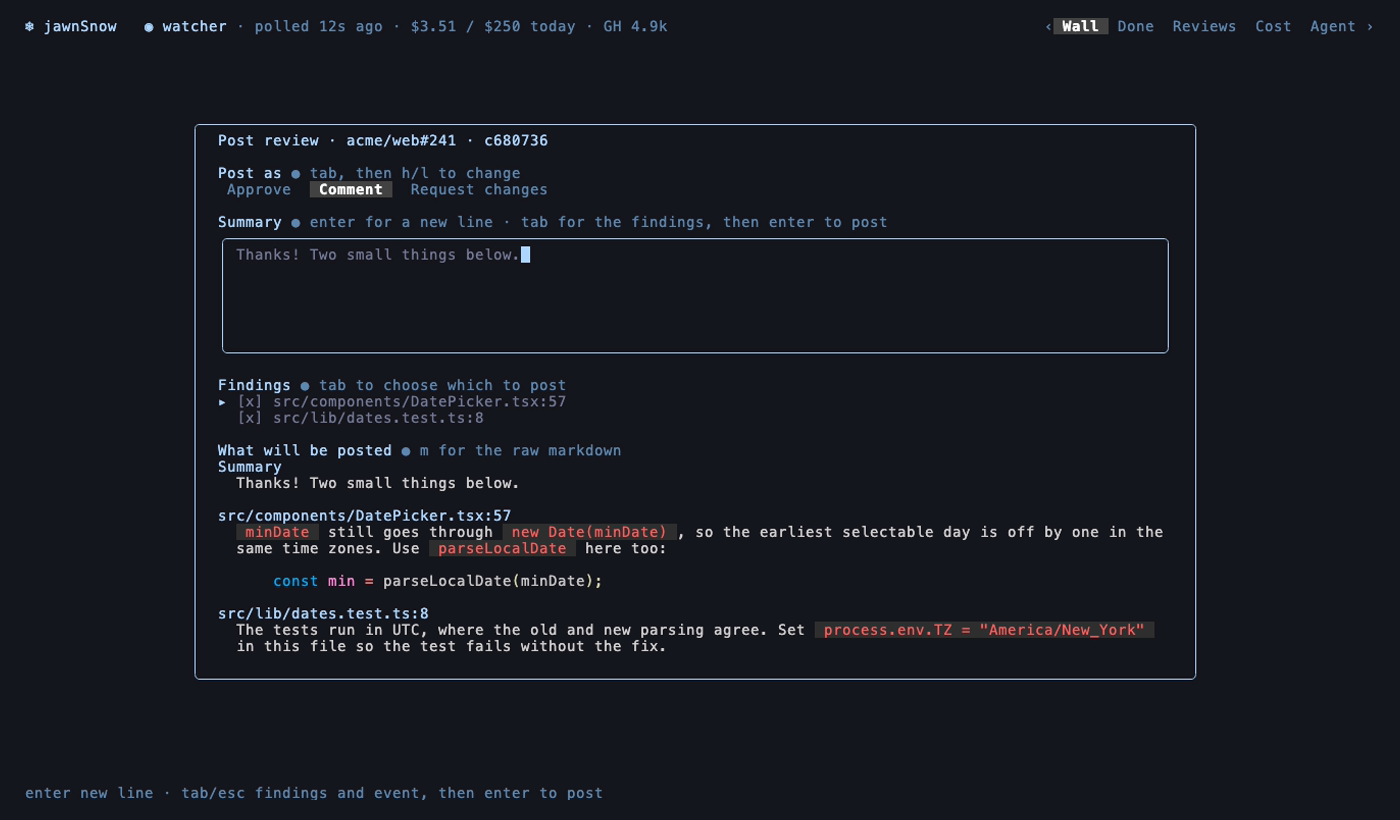 ❄ jawnSnow ◉ watcher · polled 12s ago · $3.51 / $250 today · GH 4.9k ‹ Wall Done Reviews Cost Agent ›
Post review · acme/web#241 · c680736
Post as ● tab, then h/l to change
Approve Comment Request changes
Summary ● enter for a new line · tab for the findings, then enter to post
Thanks! Two small things below.
Findings ● tab to choose which to post
▸ [x] src/components/DatePicker.tsx:57
[x] src/lib/dates.test.ts:8
What will be posted ● m for the raw markdown
Summary
Thanks! Two small things below.
src/components/DatePicker.tsx:57
minDate still goes through new Date(minDate) , so the earliest selectable day is off by one in the
same time zones. Use parseLocalDate here too:
const min = parseLocalDate(minDate);
src/lib/dates.test.ts:8
The tests run in UTC, where the old and new parsing agree. Set process.env.TZ = "America/New_York"
in this file so the test fails without the fix.
enter new line · tab/esc findings and event, then enter to post